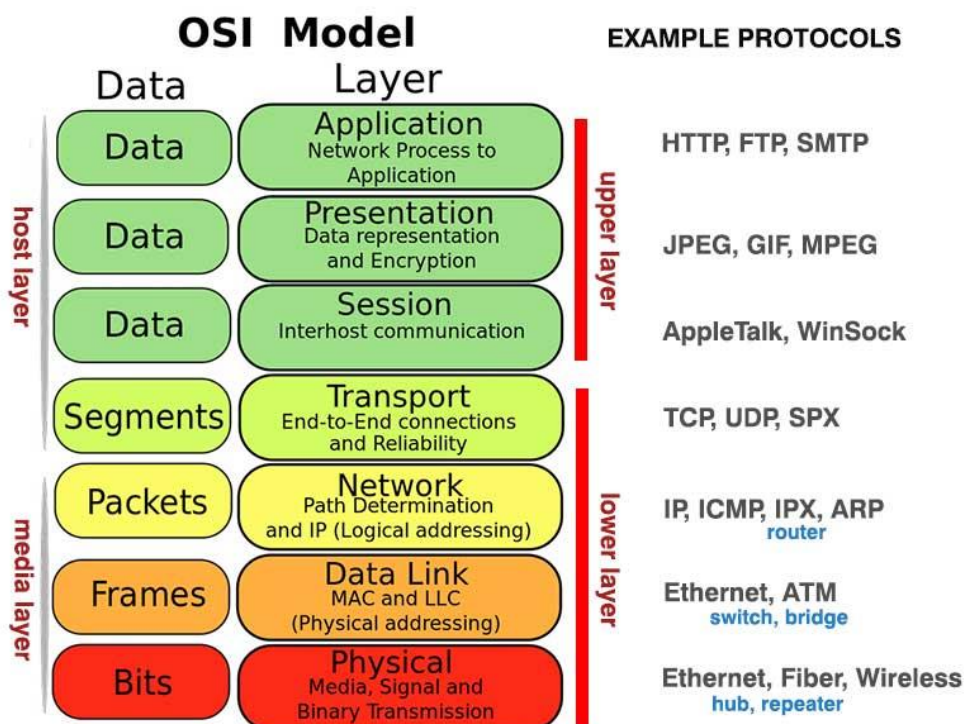 OSI Model
EXAMPLE PROTOCOLS
Data
Layer
host layer
upper layer
Data
Application
Network Process to
Application
HTTP, FTP, SMTP
Data
Presentation
Data representation
and Encryption
JPEG, GIF, MPEG
Data
Session
Interhost communication
AppleTalk, WinSock
media layer
lower layer
Segments
Transport
End-to-End connections
and Reliability
TCP, UDP, SPX
Packets
Network
Path Determination
and IP (Logical addressing)
IP, ICMP, IPX, ARP
router
Frames
Data Link
MAC and LLC
(Physical addressing)
Ethernet, ATM
switch, bridge
Bits
Physical
Media, Signal and
Binary Transmission
Ethernet, Fiber, Wireless
hub, repeater